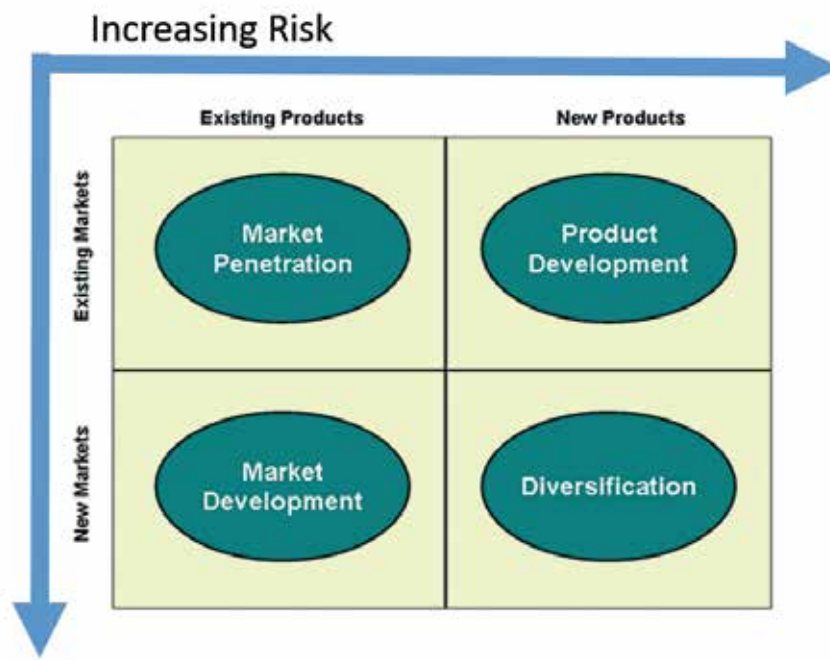 Increasing Risk
Existing Products
New Products
Existing Markets
Market
Penetration
Product
Development
New Markets
Market
Development
Diversification